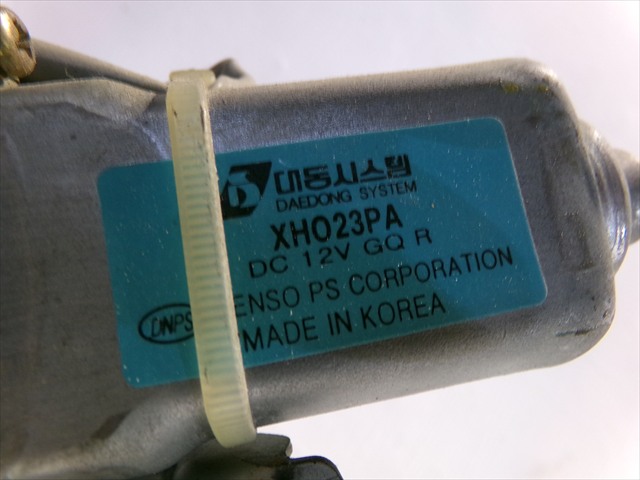 대동시스템
DAEDONG SYSTEM
XH023PA
DC 12V GQ R
ENSO PS CORPORATION
DNPS
MADE IN KOREA